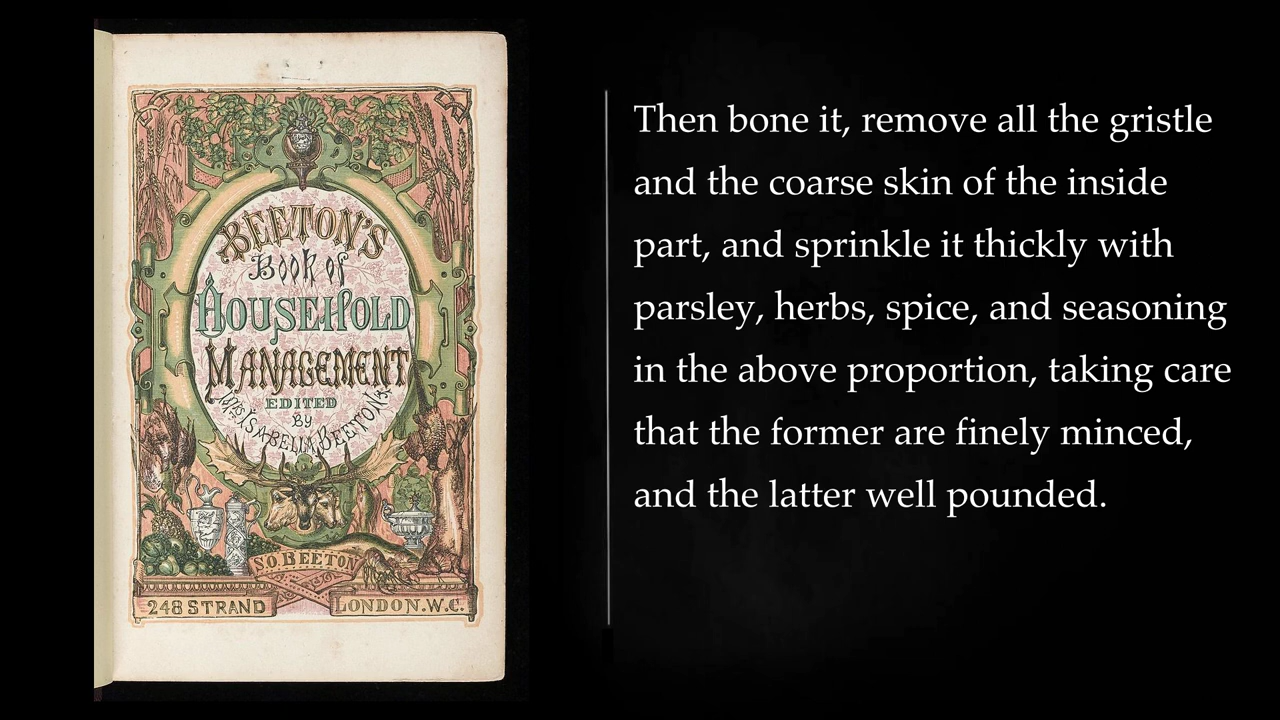 BEETON'S
Book of
HOUSEHOLD
MANAGEMENT
EDITED
BY
MRS ISABELLA BEETON.
S.O. BEETON
248 STRAND
LONDON. W.C.
Then bone it, remove all the gristle
and the coarse skin of the inside
part, and sprinkle it thickly with
parsley, herbs, spice, and seasoning
in the above proportion, taking care
that the former are finely minced,
and the latter well pounded.